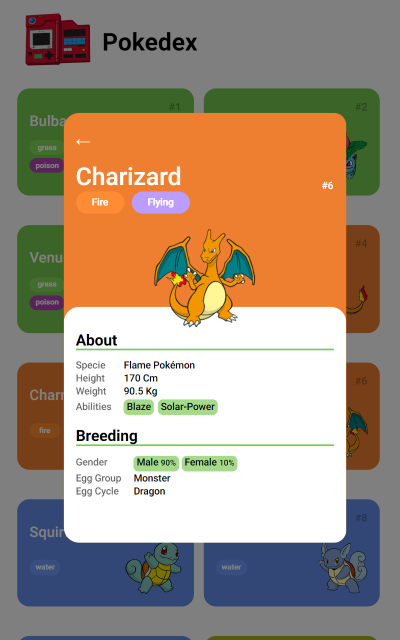 Pokedex
#1
#2
Bulba
grass
poison
←
Charizard
#6
Fire
Flying
Venu
#4
grass
poison
About
Specie Flame Pokémon
Height 170 Cm
Weight 90.5 Kg
Abilities Blaze Solar-Power
Char
#6
fire
Breeding
Gender Male 90% Female 10%
Egg Group Monster
Egg Cycle Dragon
Squir
#8
water
water